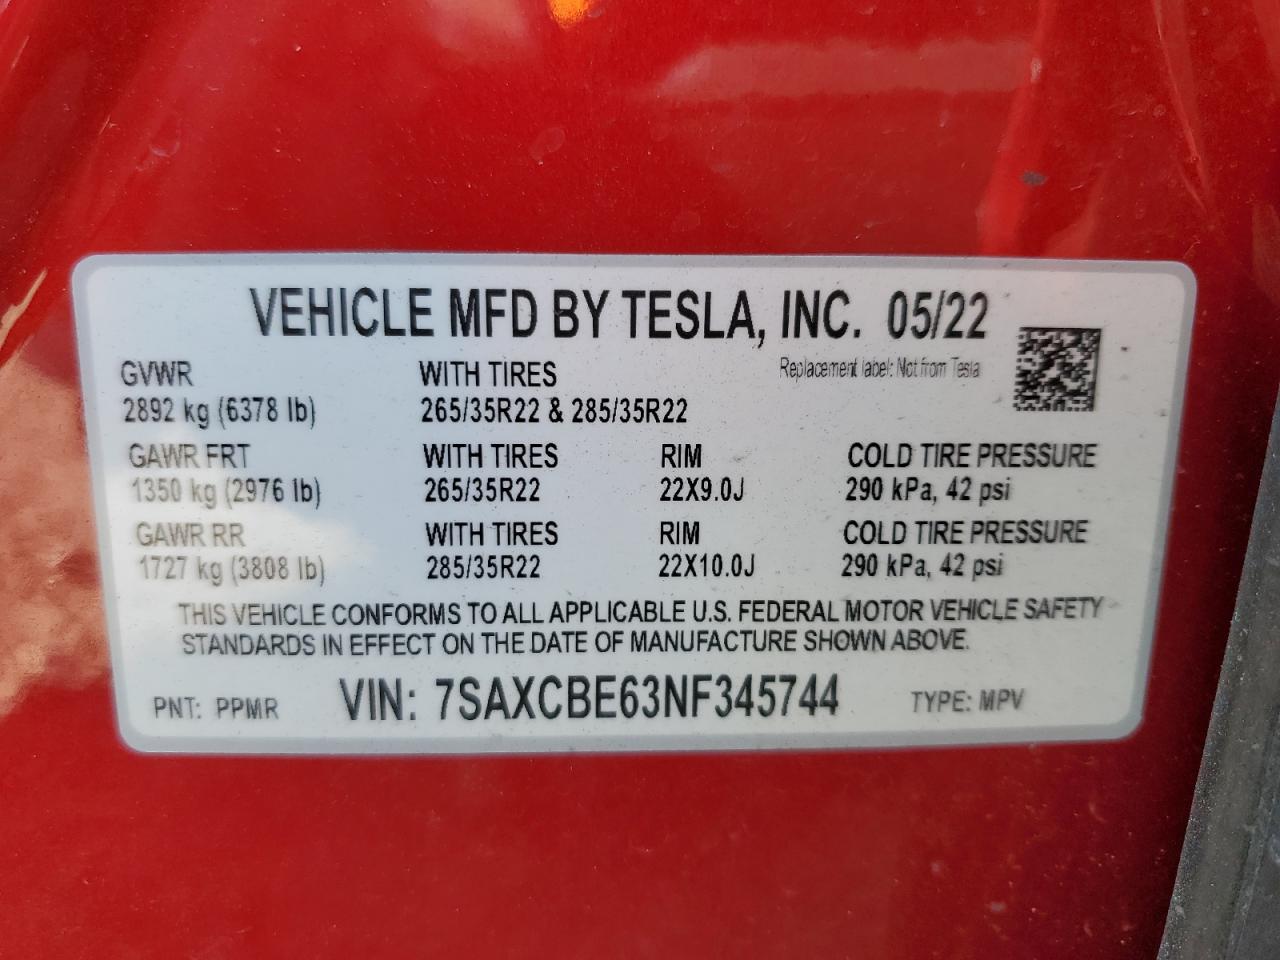 VEHICLE MFD BY TESLA, INC. 05/22
Replacement label: Not from Tesla
GVWR WITH TIRES
2892 kg (6378 lb) 265/35R22 & 285/35R22
GAWR FRT WITH TIRES RIM COLD TIRE PRESSURE
1350 kg (2976 lb) 265/35R22 22X9.0J 290 kPa, 42 psi
GAWR RR WITH TIRES RIM COLD TIRE PRESSURE
1727 kg (3808 lb) 285/35R22 22X10.0J 290 kPa, 42 psi
THIS VEHICLE CONFORMS TO ALL APPLICABLE U.S. FEDERAL MOTOR VEHICLE SAFETY
STANDARDS IN EFFECT ON THE DATE OF MANUFACTURE SHOWN ABOVE.
PNT: PPMR VIN: 7SAXCBE63NF345744 TYPE: MPV